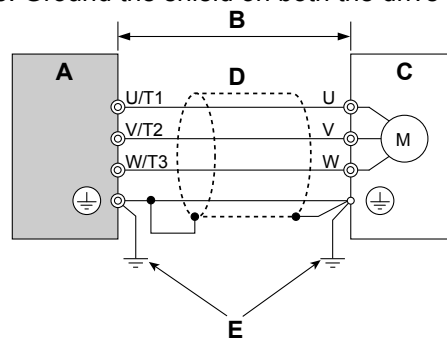 Ground the shield on both the drive
B
A D C
U/T1 U
V/T2 V M
W/T3 W
E